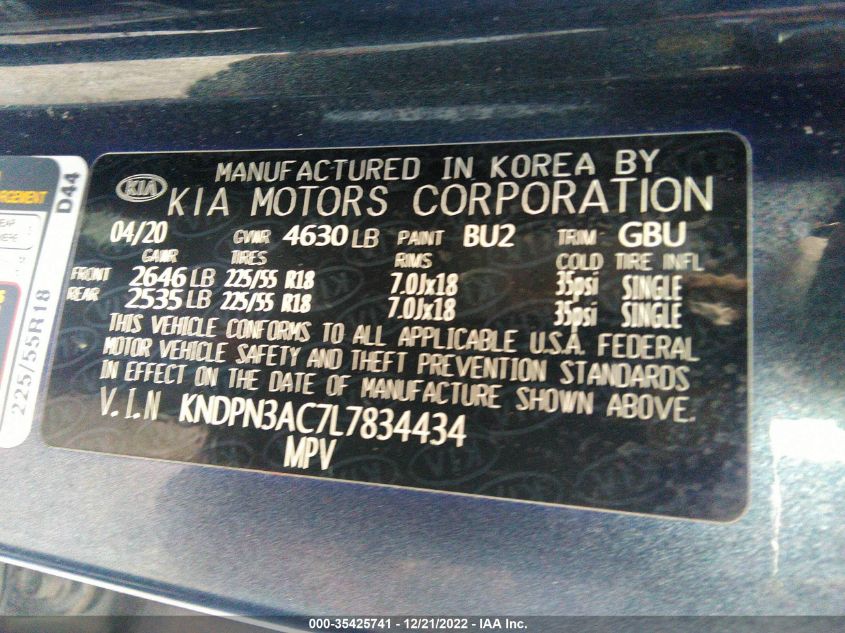 MANUFACTURED IN KOREA BY
KIA KIA MOTORS CORPORATION
04/20 GVWR 4630 LB PAINT BU2 TRIM GBU
GAWR TIRES RMS COLD TIRE INFL
FRONT 2646 LB 225/55 R18 7.0Jx18 35psi SINGLE
REAR 2535 LB 225/55 R18 7.0Jx18 35psi SINGLE
THIS VEHICLE CONFORMS TO ALL APPLICABLE U.S.A. FEDERAL
MOTOR VEHICLE SAFETY AND THEFT PREVENTION STANDARDS
IN EFFECT ON THE DATE OF MANUFACTURE SHOWN ABOVE.
V.I.N KNDPN3AC7L7834434
MPV
D44
225/55R18
000-35425741 / 12/21/2022 - IAA Inc.